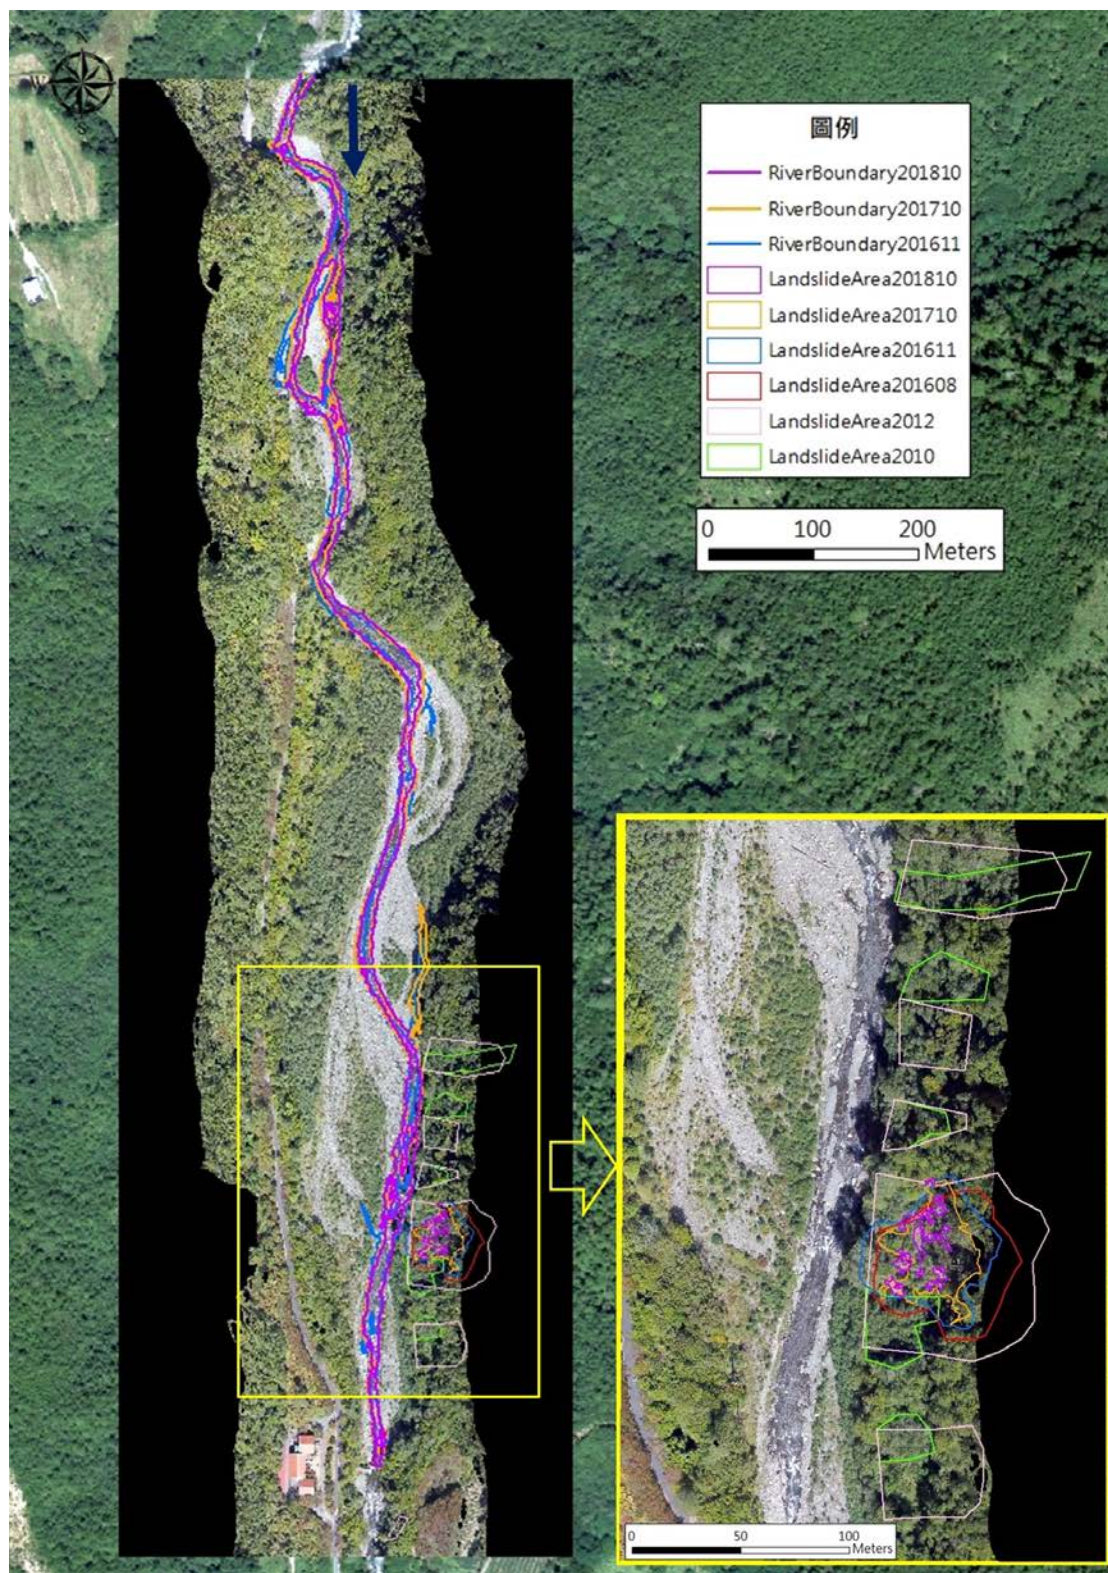 N
W
S
圖例
RiverBoundary201810
RiverBoundary201710
RiverBoundary201611
LandslideArea201810
LandslideArea201710
LandslideArea201611
LandslideArea201608
LandslideArea2012
LandslideArea2010
0 100 200
Meters
0 50 100
Meters